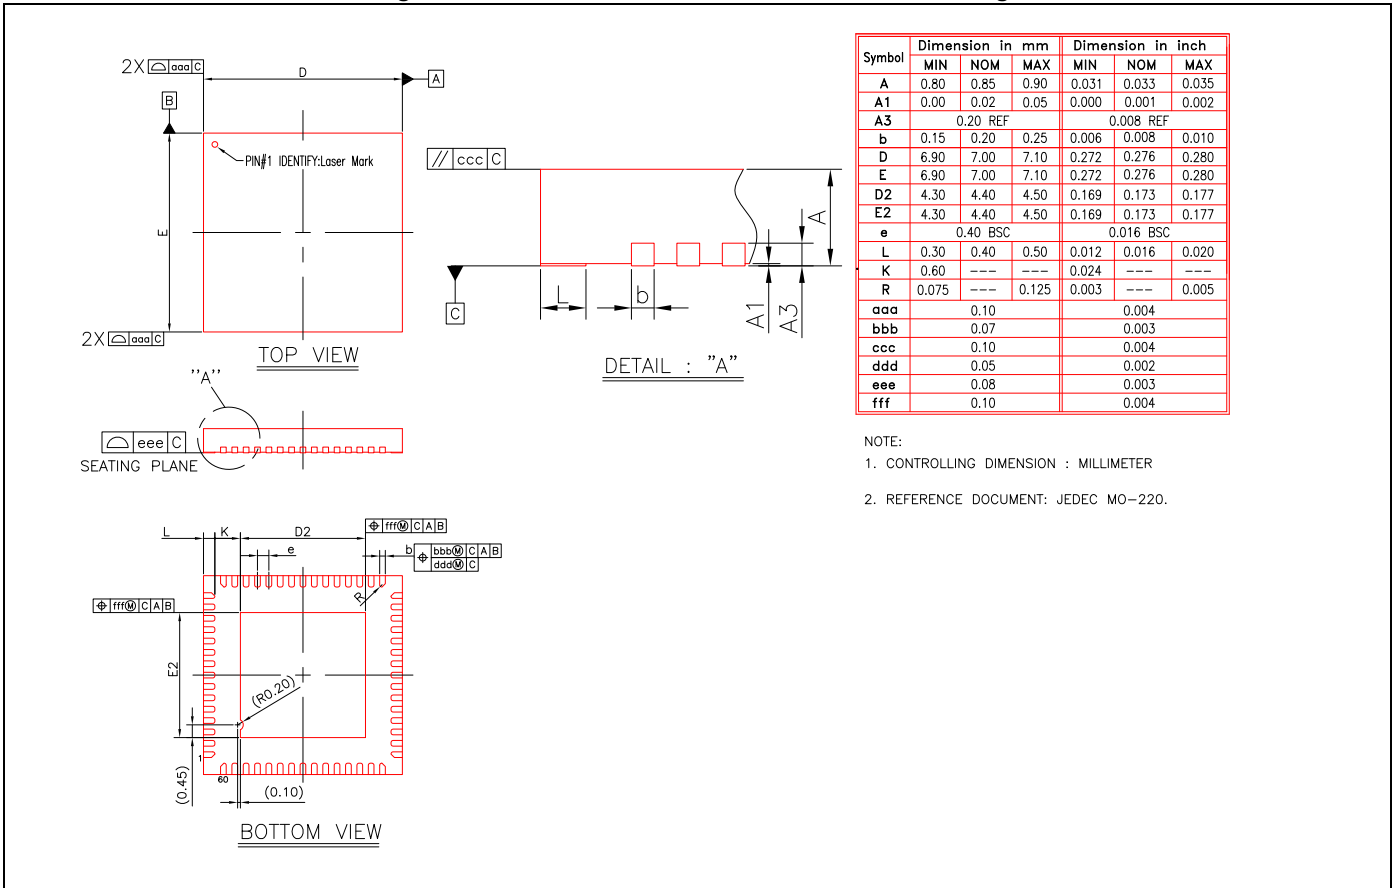 2X ⌓ aaa C
D
A
B
PIN#1 IDENTIFY:Laser Mark
E
2X ⌓ aaa C
TOP VIEW
// ccc C
A
C
L
b
A1
A3
DETAIL : "A"
''A''
⌓ eee C
SEATING PLANE
L
K
D2
⌖ fffⓂ C A B
e
b
⌖ bbbⓂ C A B
dddⓂ C
R
⌖ fffⓂ C A B
E2
(R0.20)
1
60
(0.45)
(0.10)
BOTTOM VIEW
Symbol Dimension in mm Dimension in inch
MIN NOM MAX MIN NOM MAX
A 0.80 0.85 0.90 0.031 0.033 0.035
A1 0.00 0.02 0.05 0.000 0.001 0.002
A3 0.20 REF 0.008 REF
b 0.15 0.20 0.25 0.006 0.008 0.010
D 6.90 7.00 7.10 0.272 0.276 0.280
E 6.90 7.00 7.10 0.272 0.276 0.280
D2 4.30 4.40 4.50 0.169 0.173 0.177
E2 4.30 4.40 4.50 0.169 0.173 0.177
e 0.40 BSC 0.016 BSC
L 0.30 0.40 0.50 0.012 0.016 0.020
K 0.60 --- --- 0.024 --- ---
R 0.075 --- 0.125 0.003 --- 0.005
aaa 0.10 0.004
bbb 0.07 0.003
ccc 0.10 0.004
ddd 0.05 0.002
eee 0.08 0.003
fff 0.10 0.004
NOTE:
1. CONTROLLING DIMENSION : MILLIMETER
2. REFERENCE DOCUMENT: JEDEC MO-220.